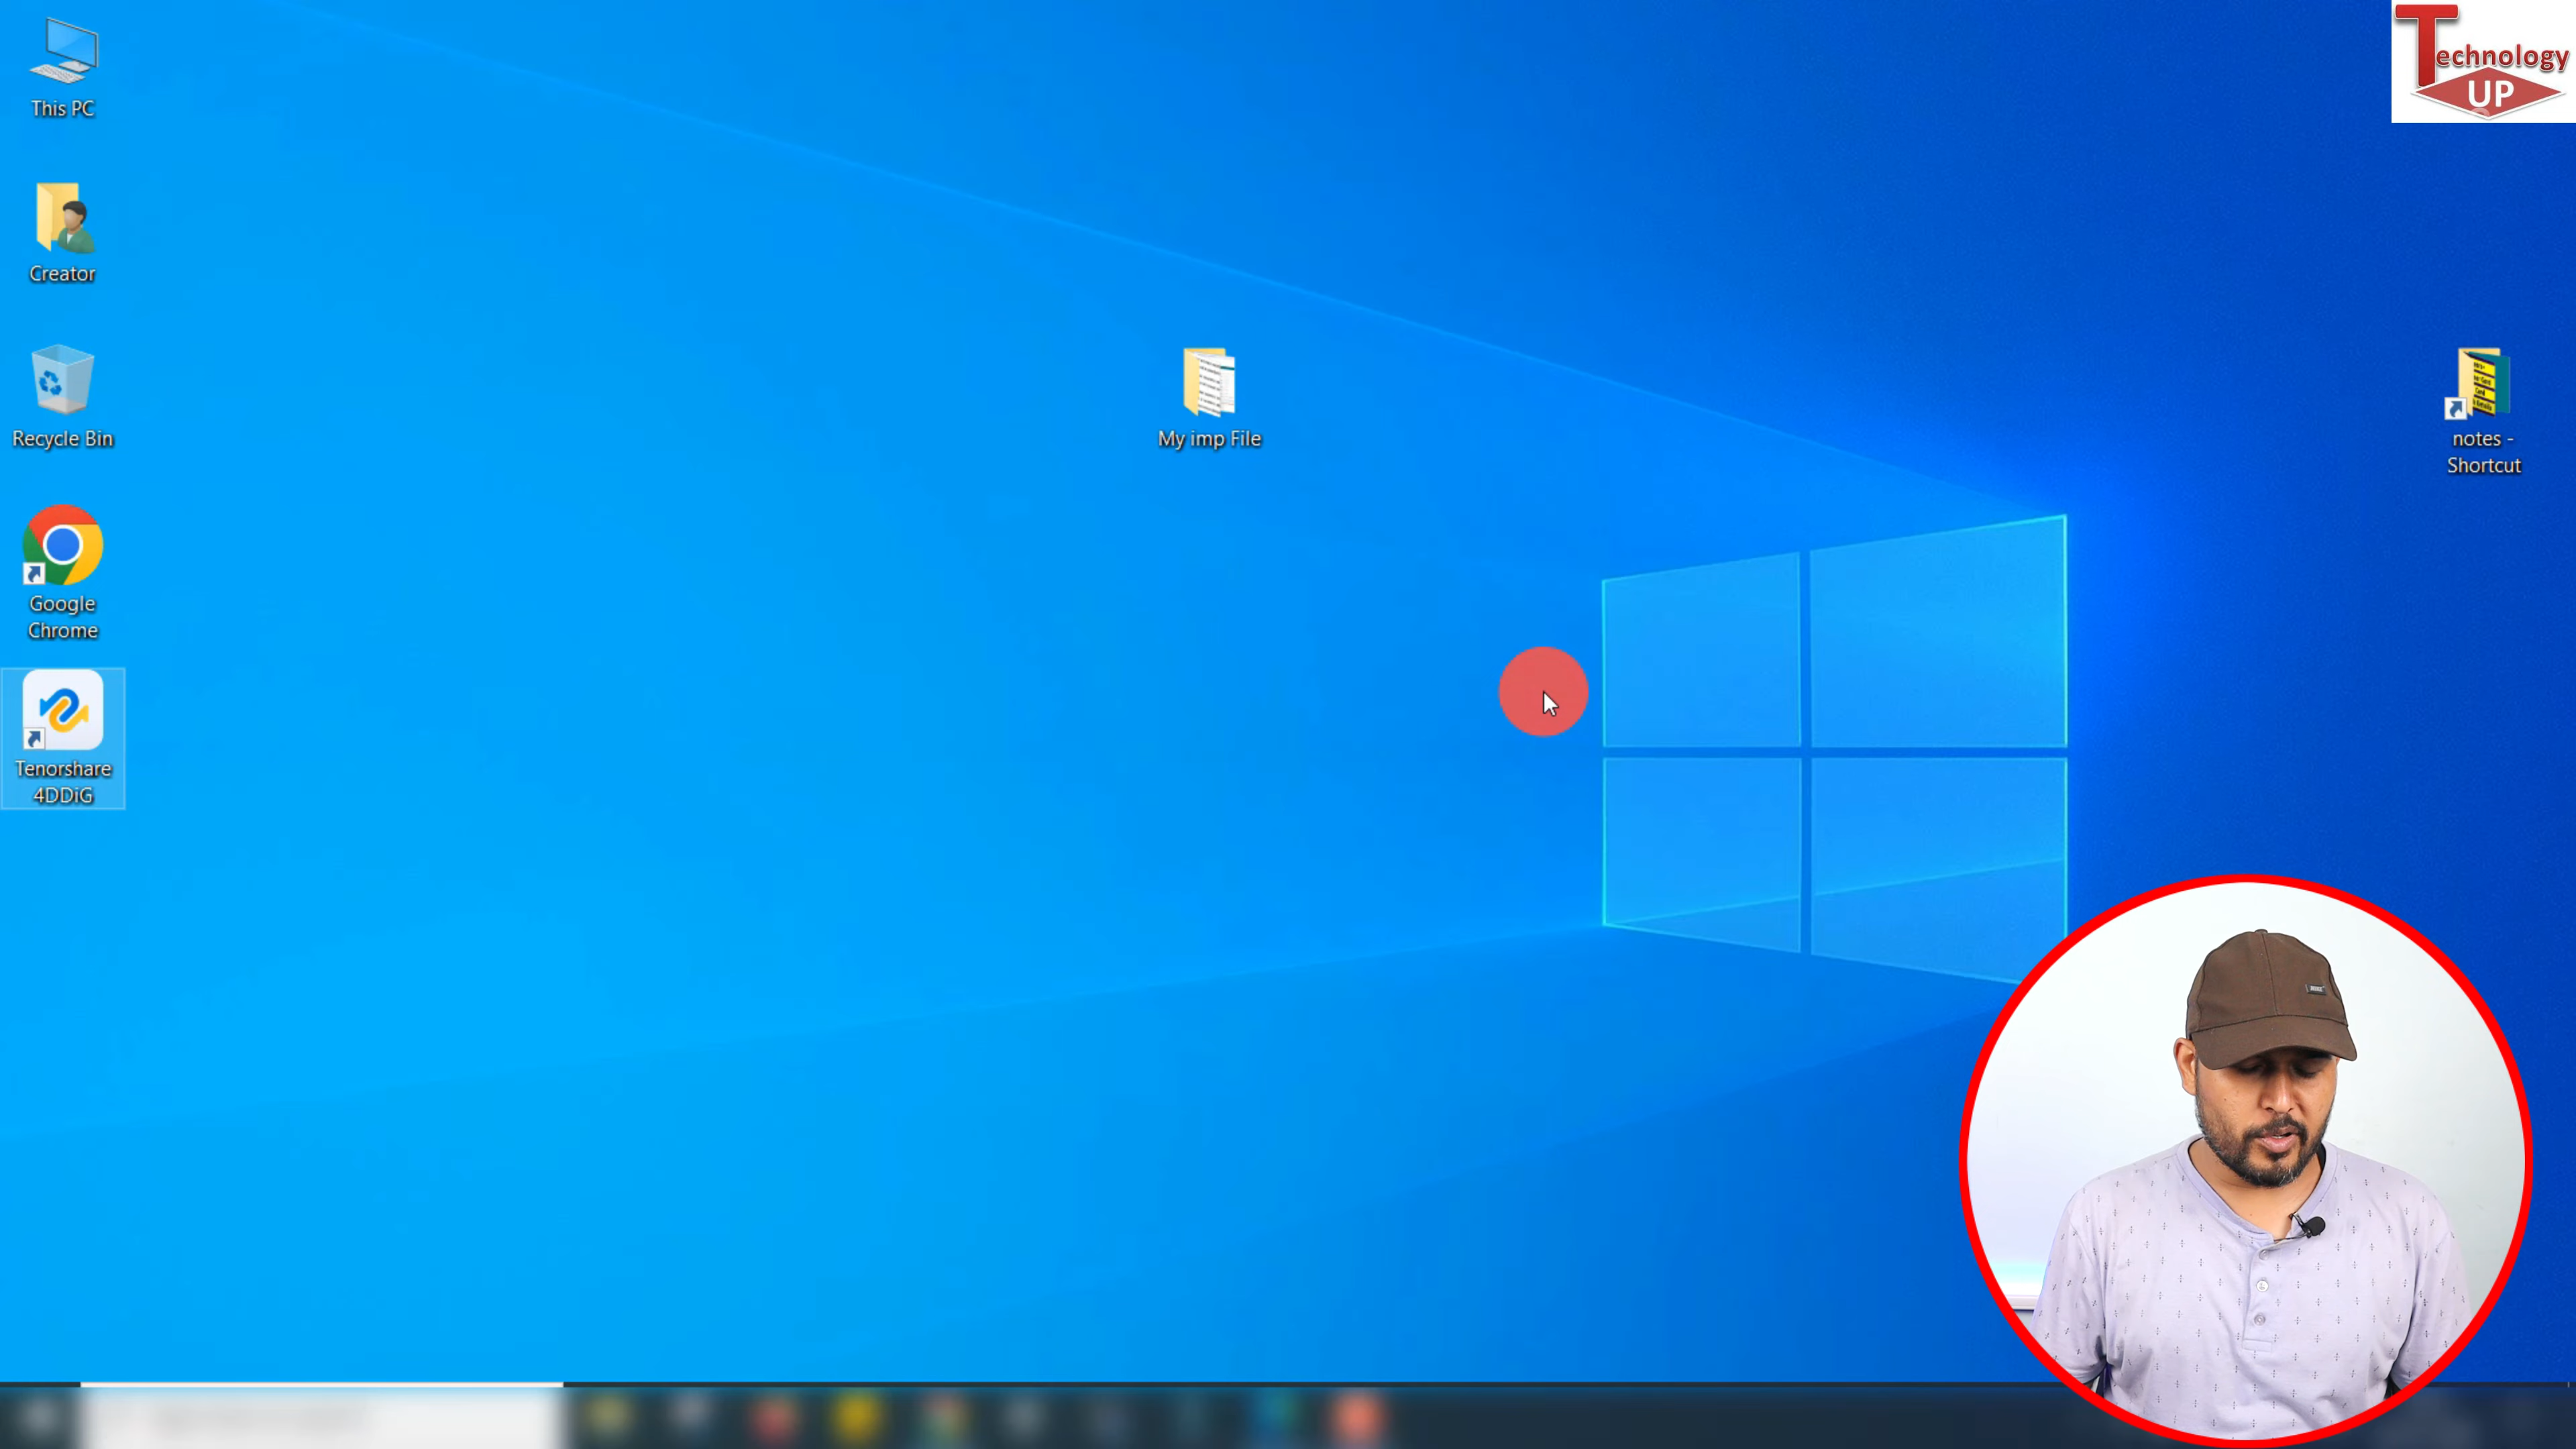 This PC
Creator
Recycle Bin
Google
Chrome
Tenorshare
4DDiG
My imp File
notes -
Shortcut
Technology
UP